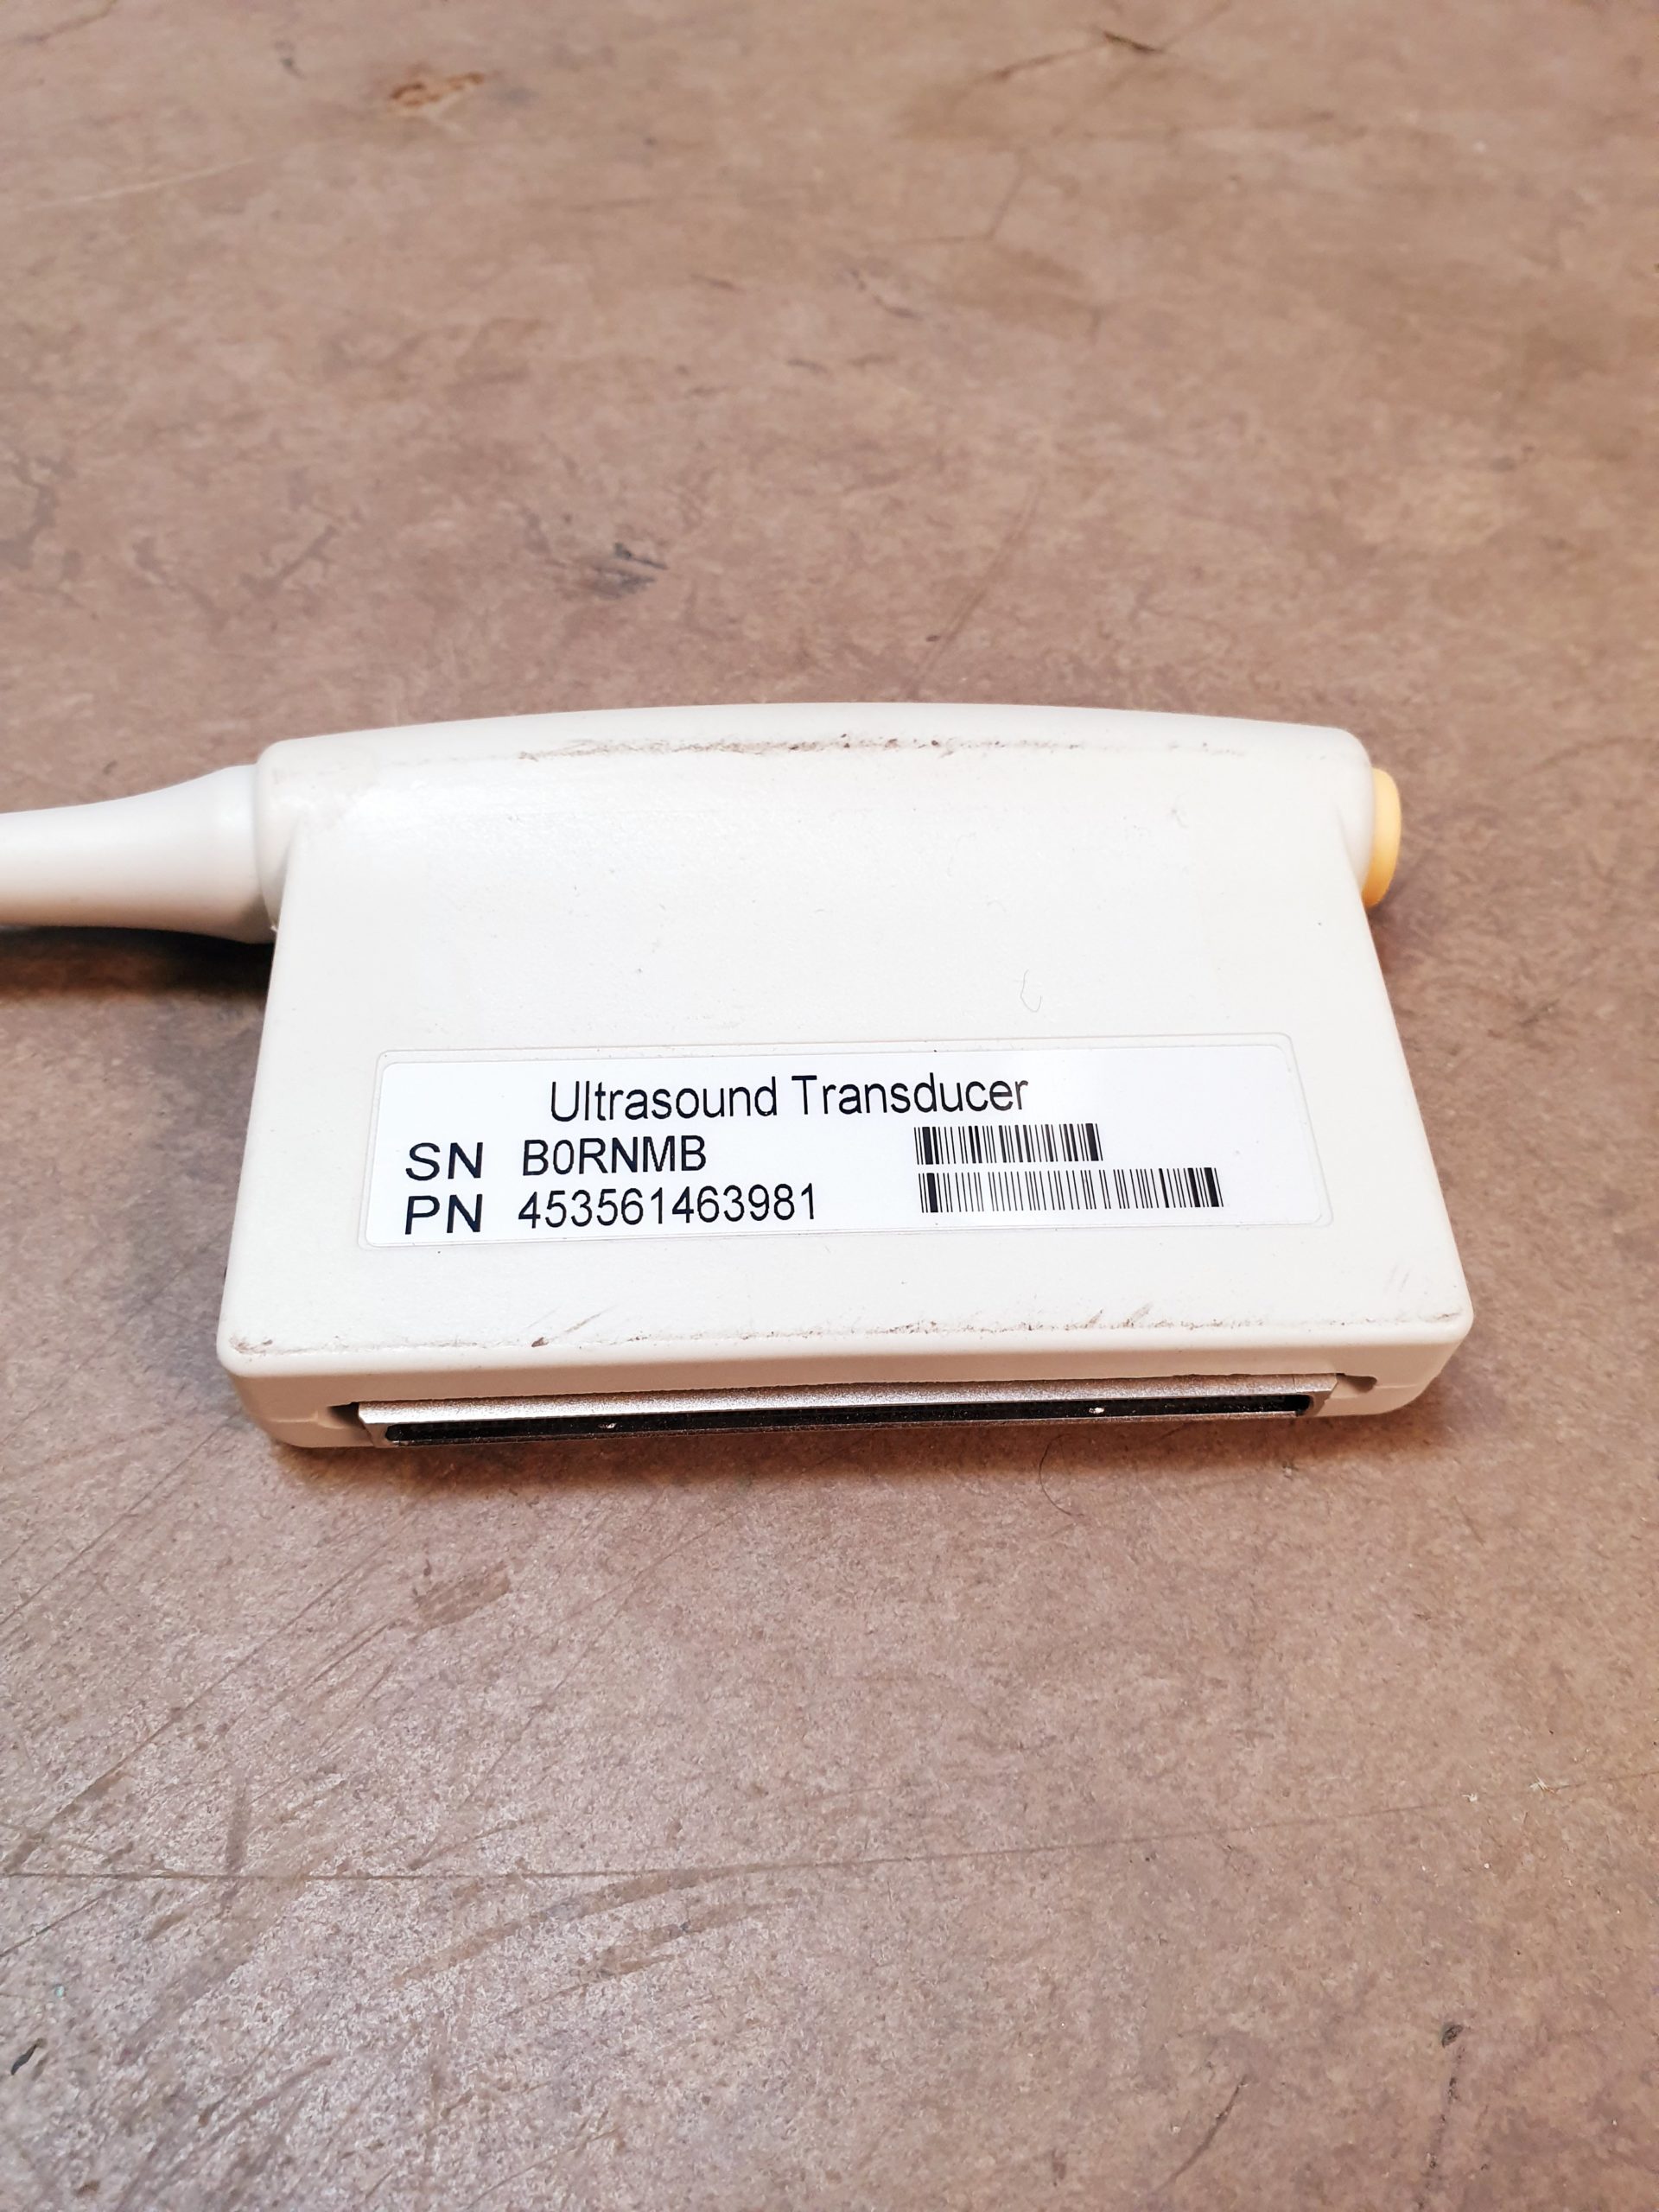 Ultrasound Transducer
SN B0RNMB
PN 453561463981